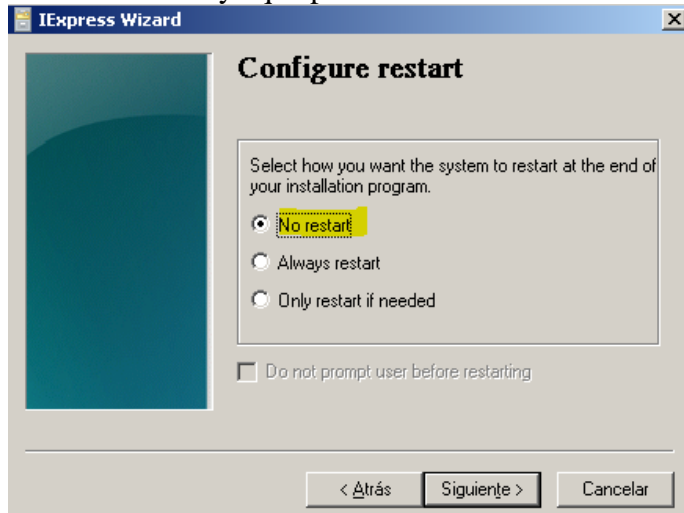 IExpress Wizard
Configure restart
Select how you want the system to restart at the end of
your installation program.
No restart
Always restart
Only restart if needed
Do not prompt user before restarting
< Atrás
Siguiente >
Cancelar